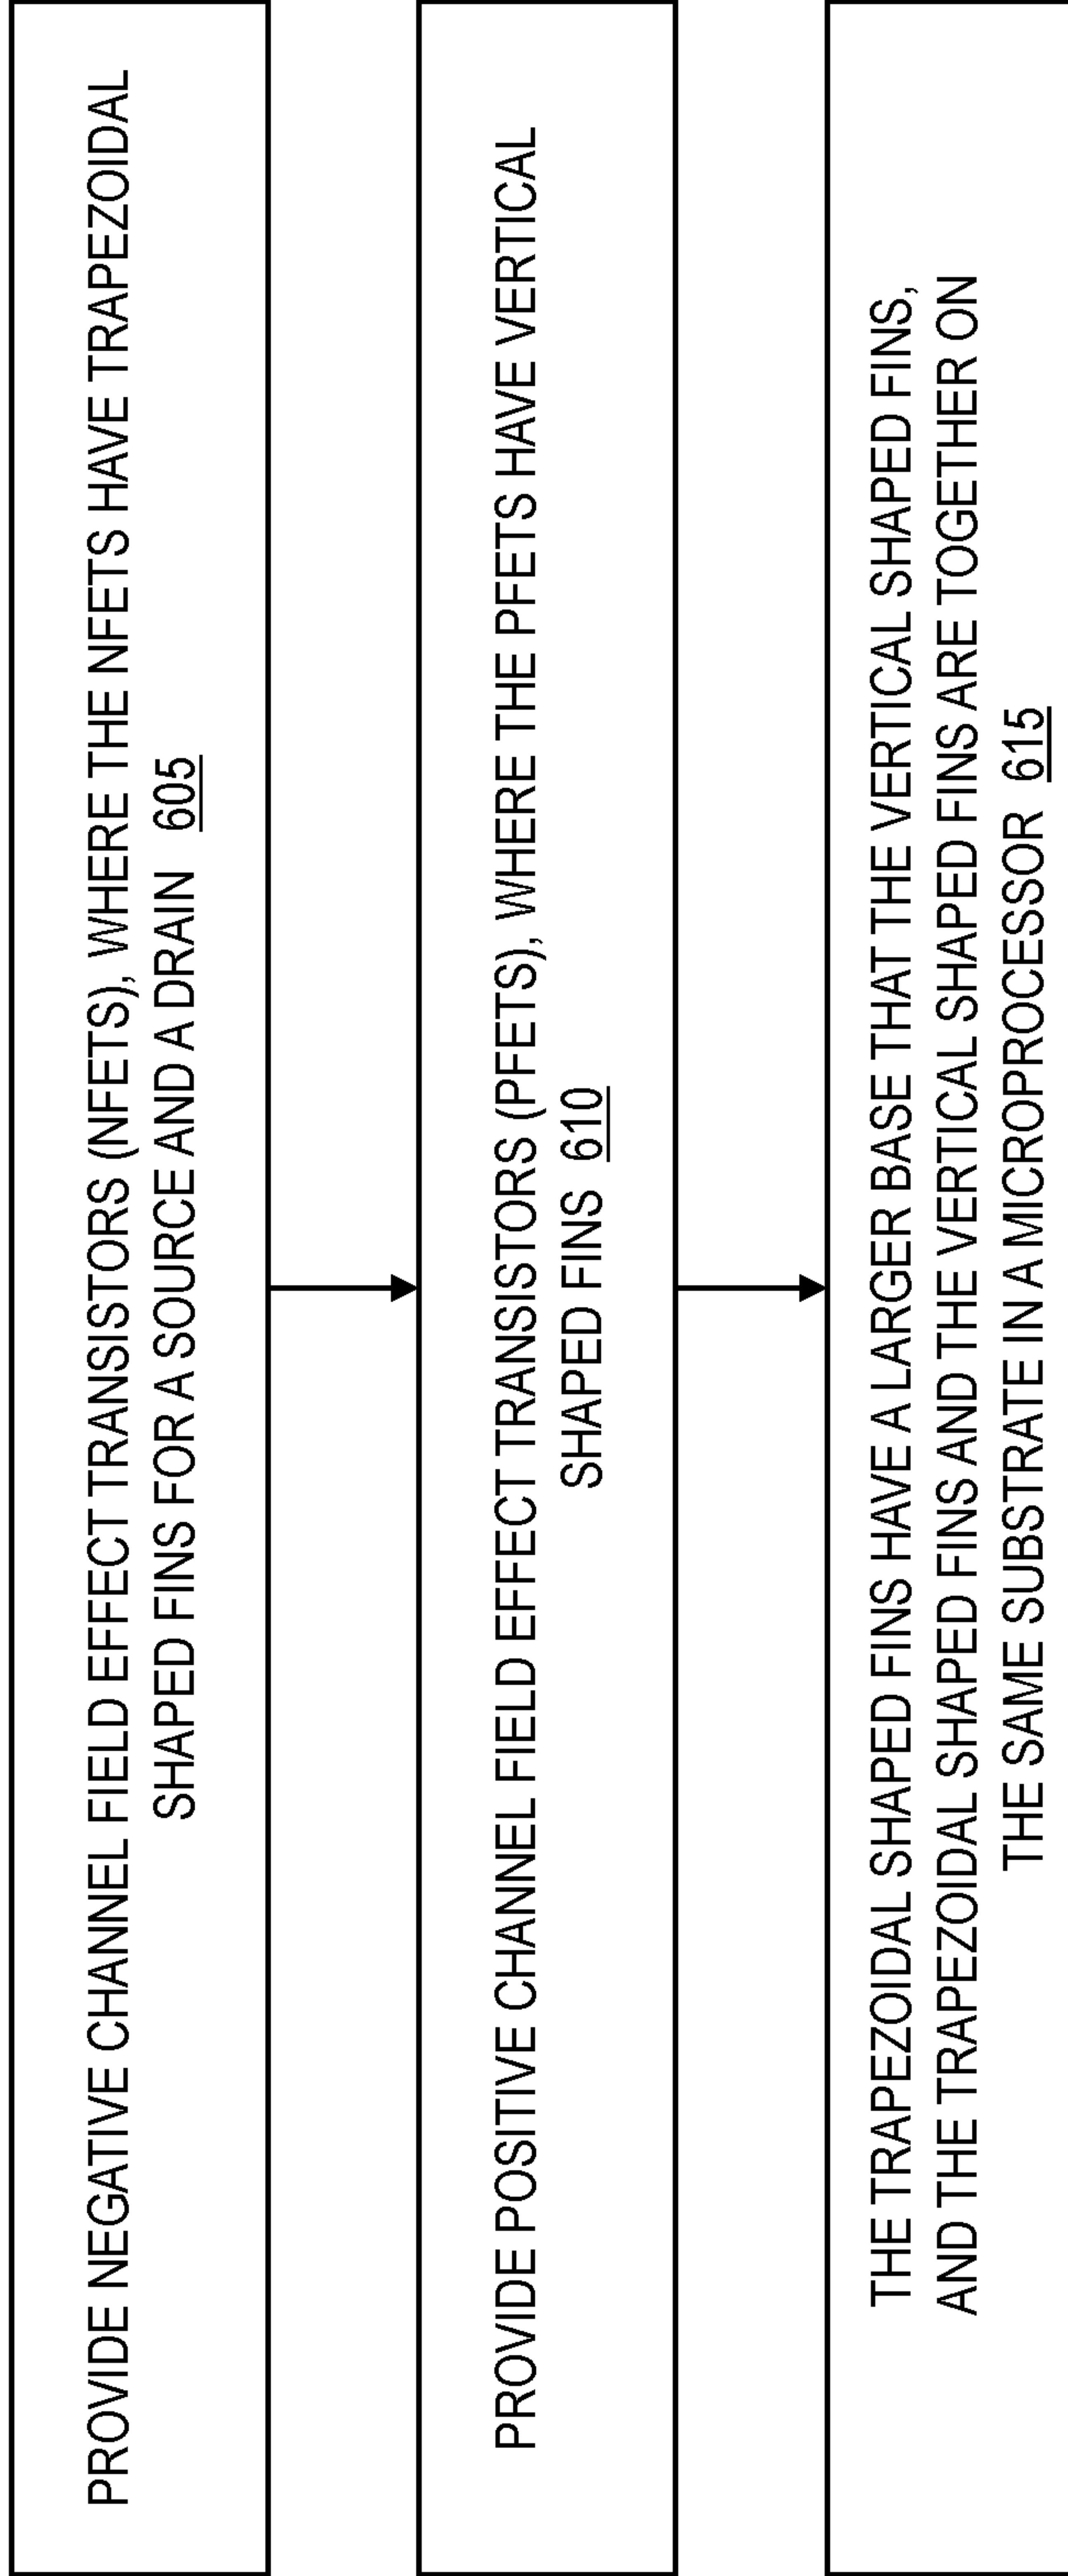 PROVIDE NEGATIVE CHANNEL FIELD EFFECT TRANSISTORS (NFETS), WHERE THE NFETS HAVE TRAPEZOIDAL
SHAPED FINS FOR A SOURCE AND A DRAIN 605
PROVIDE POSITIVE CHANNEL FIELD EFFECT TRANSISTORS (PFETS), WHERE THE PFETS HAVE VERTICAL
SHAPED FINS 610
THE TRAPEZOIDAL SHAPED FINS HAVE A LARGER BASE THAT THE VERTICAL SHAPED FINS,
AND THE TRAPEZOIDAL SHAPED FINS AND THE VERTICAL SHAPED FINS ARE TOGETHER ON
THE SAME SUBSTRATE IN A MICROPROCESSOR 615